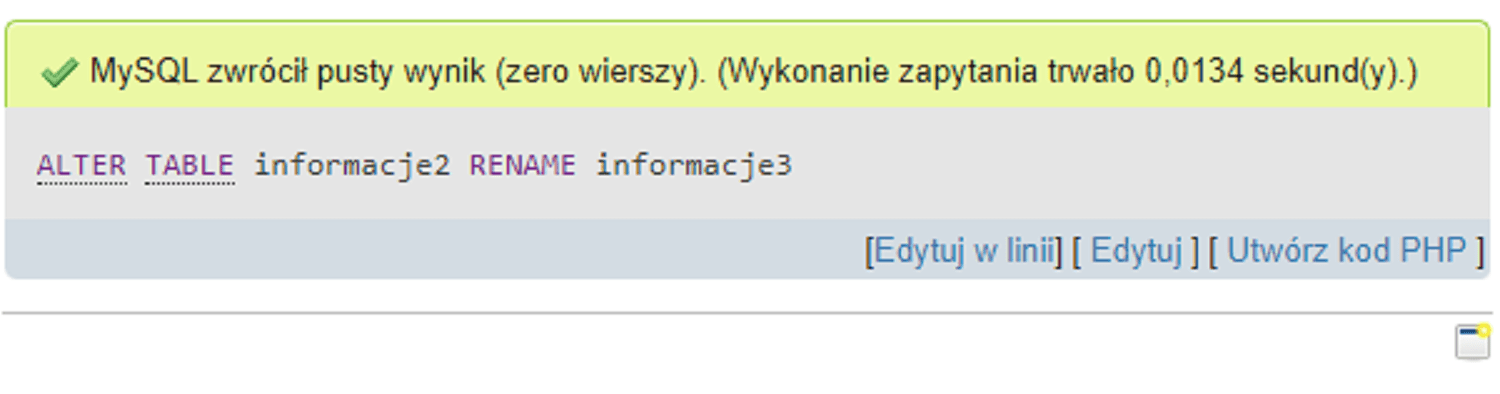 MySQL zwrócił pusty wynik (zero wierszy). (Wykonanie zapytania trwało 0,0134 sekund(y).)
ALTER TABLE informacje2 RENAME informacje3
[Edytuj w linii] [ Edytuj ] [ Utwórz kod PHP ]